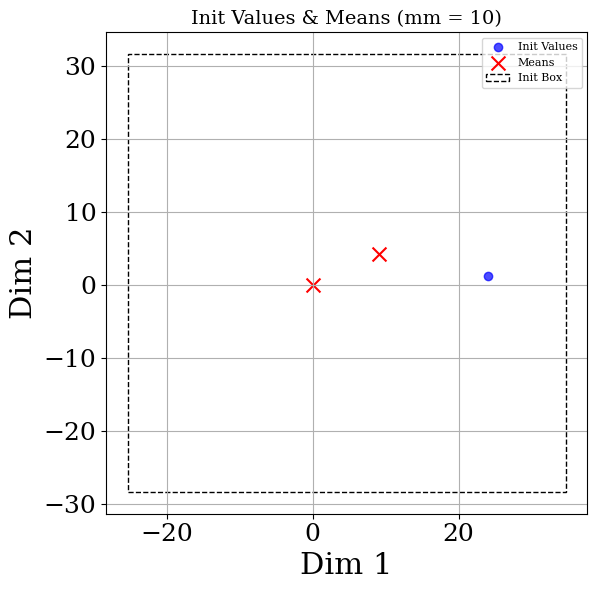 Init Values & Means (mm = 10)
Init Values
Means
Init Box
30
20
10
0
−10
−20
−30
Dim 2
−20
0
20
Dim 1